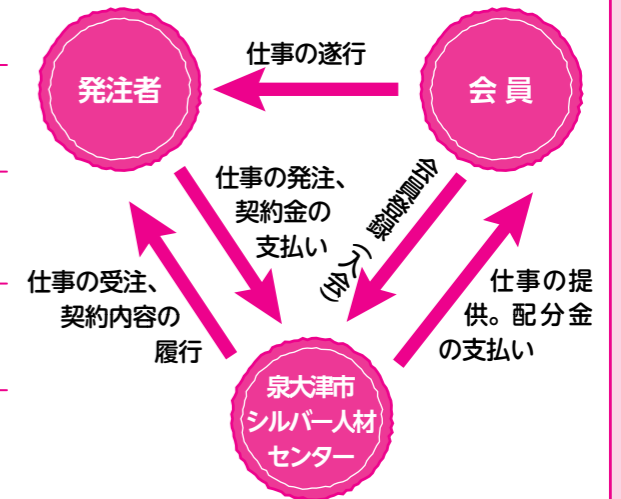 仕事の遂行
発注者
会員
仕事の発注、
契約金の
支払い
会員登録（入会）
仕事の受注、
契約内容の
履行
仕事の提
供。配分金
の支払い
泉大津市
シルバー人材
センター